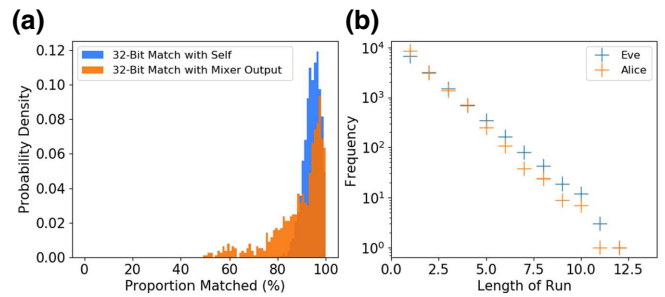 (a)
0.12
0.10
0.08
0.06
0.04
0.02
0.00
Probability Density
32-Bit Match with Self
32-Bit Match with Mixer Output
0 20 40 60 80 100
Proportion Matched (%)
(b)
10⁴
10³
10²
10¹
10⁰
Frequency
Eve
Alice
0.0 2.5 5.0 7.5 10.0 12.5
Length of Run